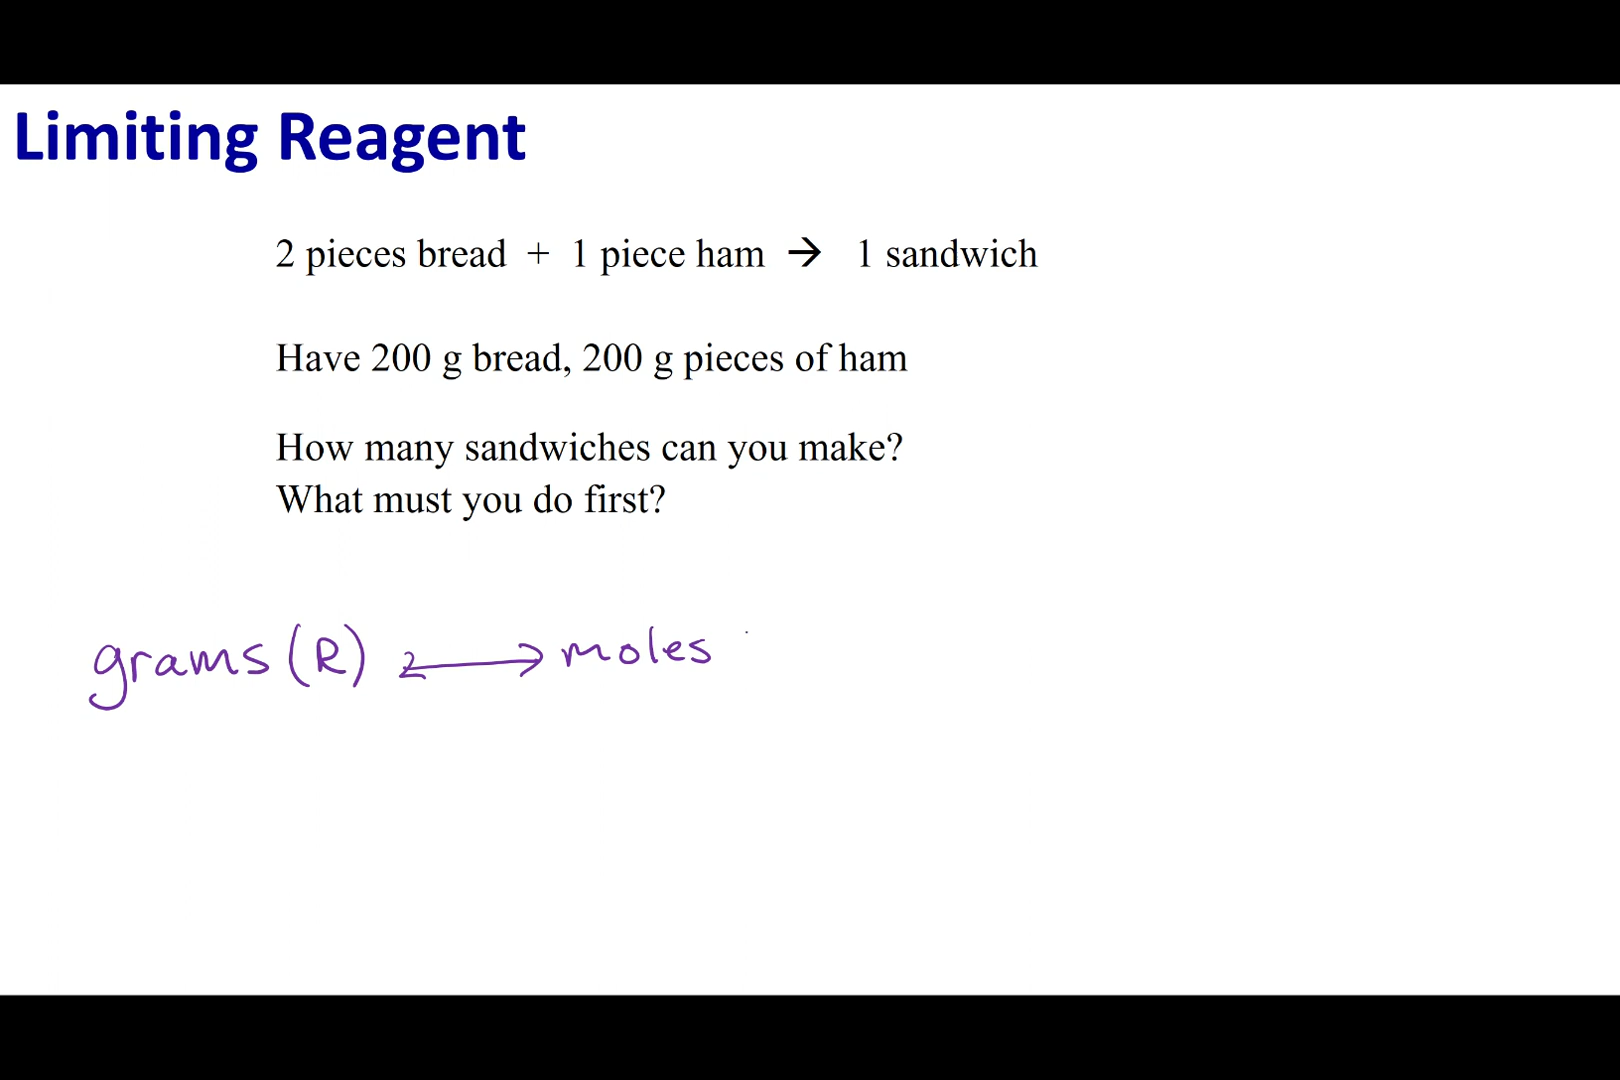 Limiting Reagent
2 pieces bread + 1 piece ham → 1 sandwich
Have 200 g bread, 200 g pieces of ham
How many sandwiches can you make?
What must you do first?
grams (R) ⟷ moles